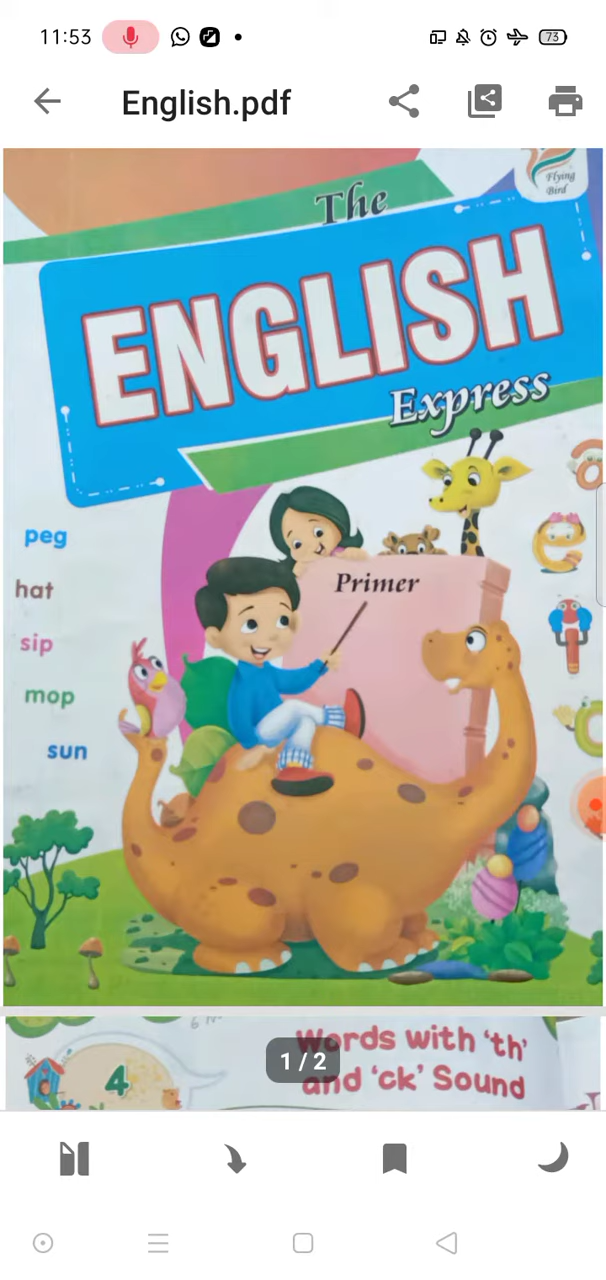 11:53
73
English.pdf
Flying
Bird
The
ENGLISH
Express
peg
hat
sip
mop
sun
Primer
a
e
i
1/2
4
Words with ‘th’
and ‘ck’ Sound